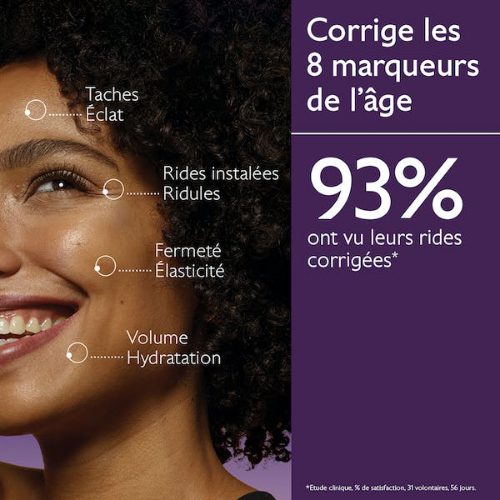 Corrige les
8 marqueurs
de l'âge
Taches
Éclat
Rides instalées
Ridules
Fermeté
Élasticité
Volume
Hydratation
93%
ont vu leurs rides
corrigées*
*Etude clinique, % de satisfaction, 31 volontaires, 56 jours.